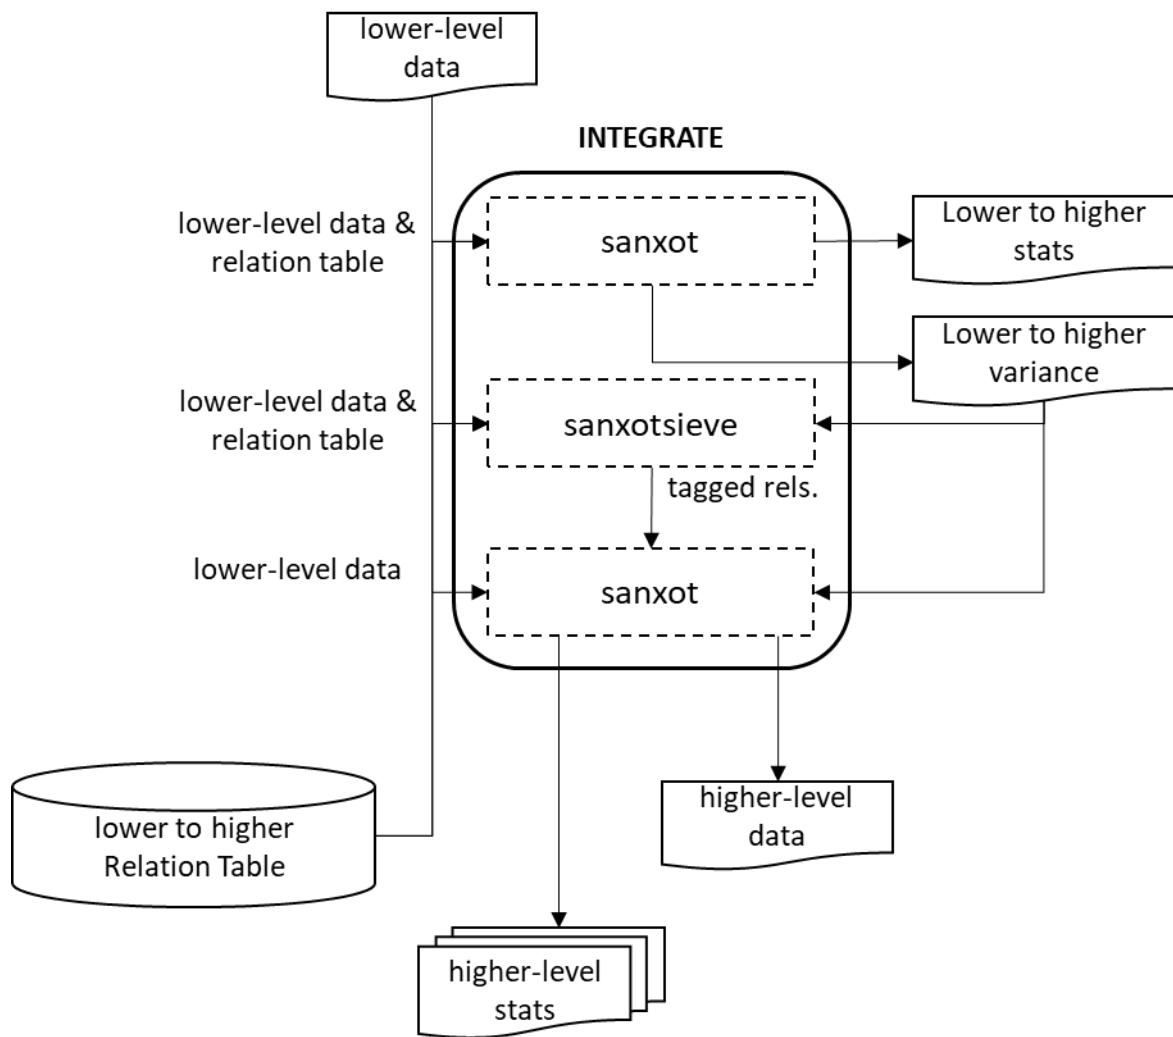 lower-level
data
INTEGRATE
lower-level data &
relation table
sanxot
Lower to higher
stats
Lower to higher
variance
lower-level data &
relation table
sanxotsieve
tagged rels.
lower-level data
sanxot
higher-level
data
lower to higher
Relation Table
higher-level
stats